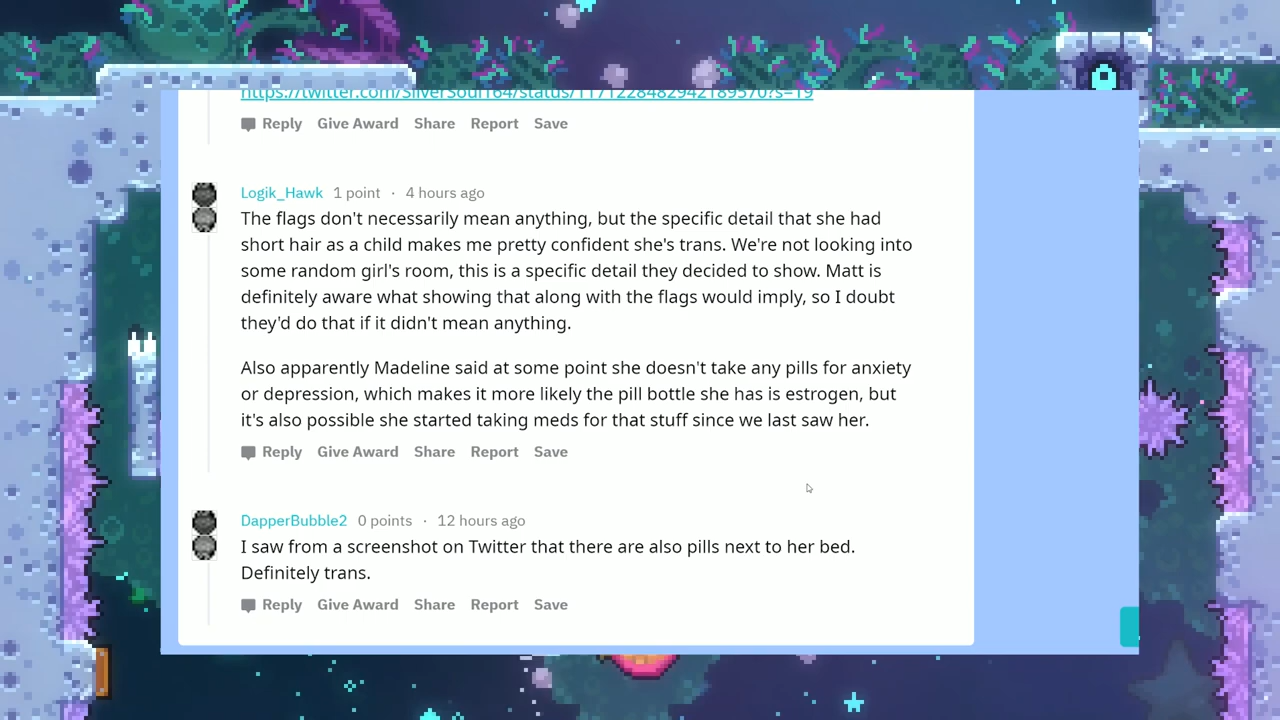 https://twitter.com/SilverSour164/status/1171228482942189570?s=19
Reply Give Award Share Report Save
Logik_Hawk 1 point · 4 hours ago
The flags don't necessarily mean anything, but the specific detail that she had
short hair as a child makes me pretty confident she's trans. We're not looking into
some random girl's room, this is a specific detail they decided to show. Matt is
definitely aware what showing that along with the flags would imply, so I doubt
they'd do that if it didn't mean anything.
Also apparently Madeline said at some point she doesn't take any pills for anxiety
or depression, which makes it more likely the pill bottle she has is estrogen, but
it's also possible she started taking meds for that stuff since we last saw her.
Reply Give Award Share Report Save
DapperBubble2 0 points · 12 hours ago
I saw from a screenshot on Twitter that there are also pills next to her bed.
Definitely trans.
Reply Give Award Share Report Save